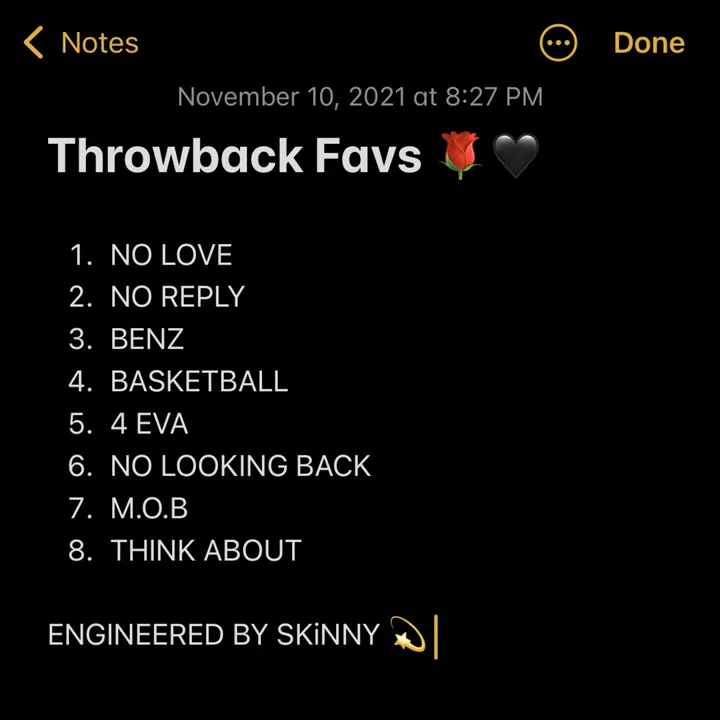 Notes
Done
November 10, 2021 at 8:27 PM
Throwback Favs 🌹🖤
1. NO LOVE
2. NO REPLY
3. BENZ
4. BASKETBALL
5. 4 EVA
6. NO LOOKING BACK
7. M.O.B
8. THINK ABOUT
ENGINEERED BY SKiNNY 💫